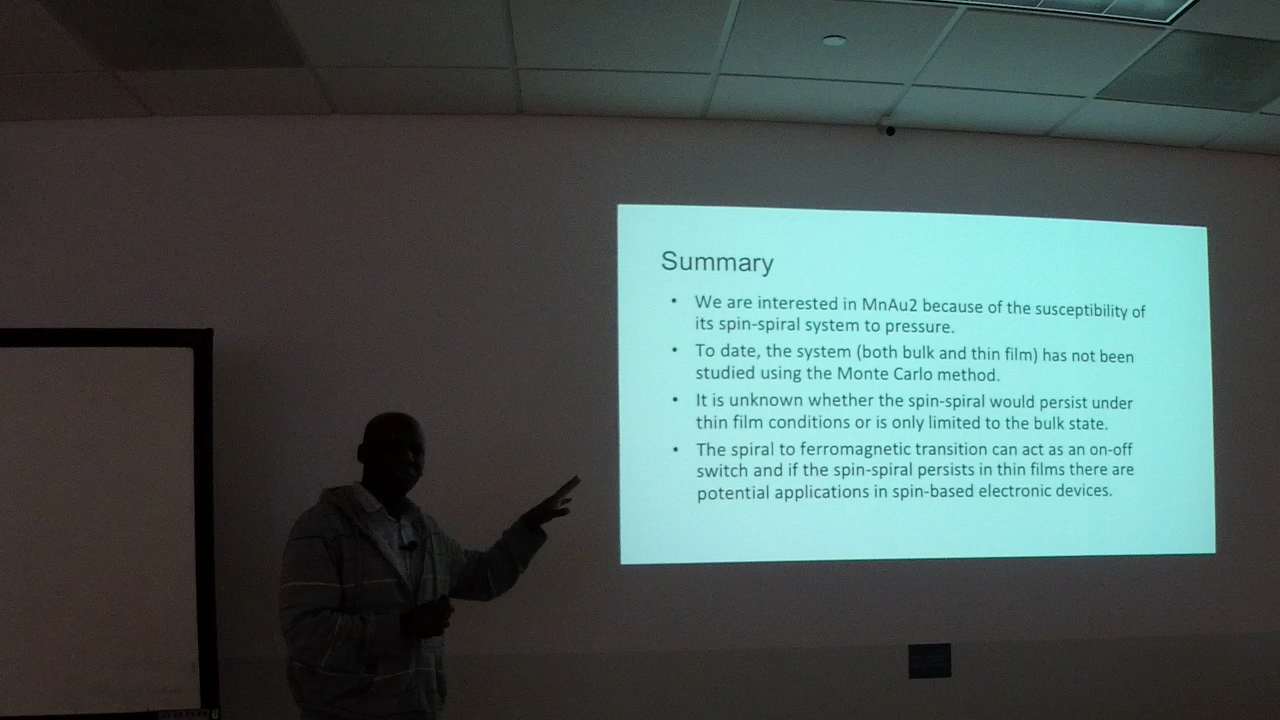 Summary
• We are interested in MnAu2 because of the susceptibility of
its spin-spiral system to pressure.
• To date, the system (both bulk and thin film) has not been
studied using the Monte Carlo method.
• It is unknown whether the spin-spiral would persist under
thin film conditions or is only limited to the bulk state.
• The spiral to ferromagnetic transition can act as an on-off
switch and if the spin-spiral persists in thin films there are
potential applications in spin-based electronic devices.